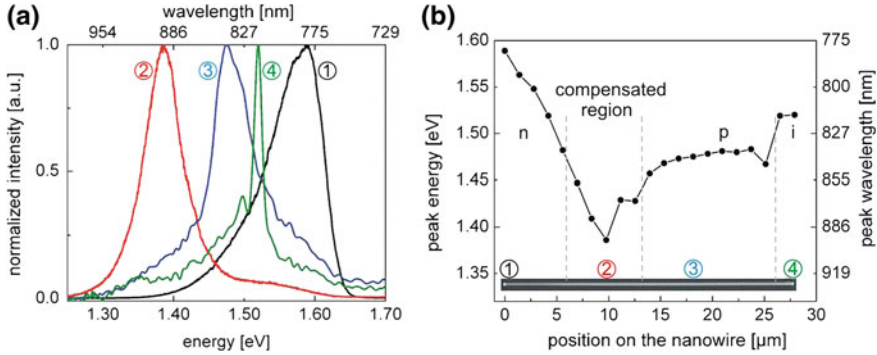 (a)
wavelength [nm]
954 886 827 775 729
normalized intensity [a.u.]
1.0
0.5
0.0
② ③ ④ ①
1.30 1.40 1.50 1.60 1.70
energy [eV]
(b)
peak energy [eV]
1.60
1.55
1.50
1.45
1.40
1.35
compensated
region
n p i
① ② ③ ④
775
800
827
855
886
919
peak wavelength [nm]
0 5 10 15 20 25 30
position on the nanowire [µm]